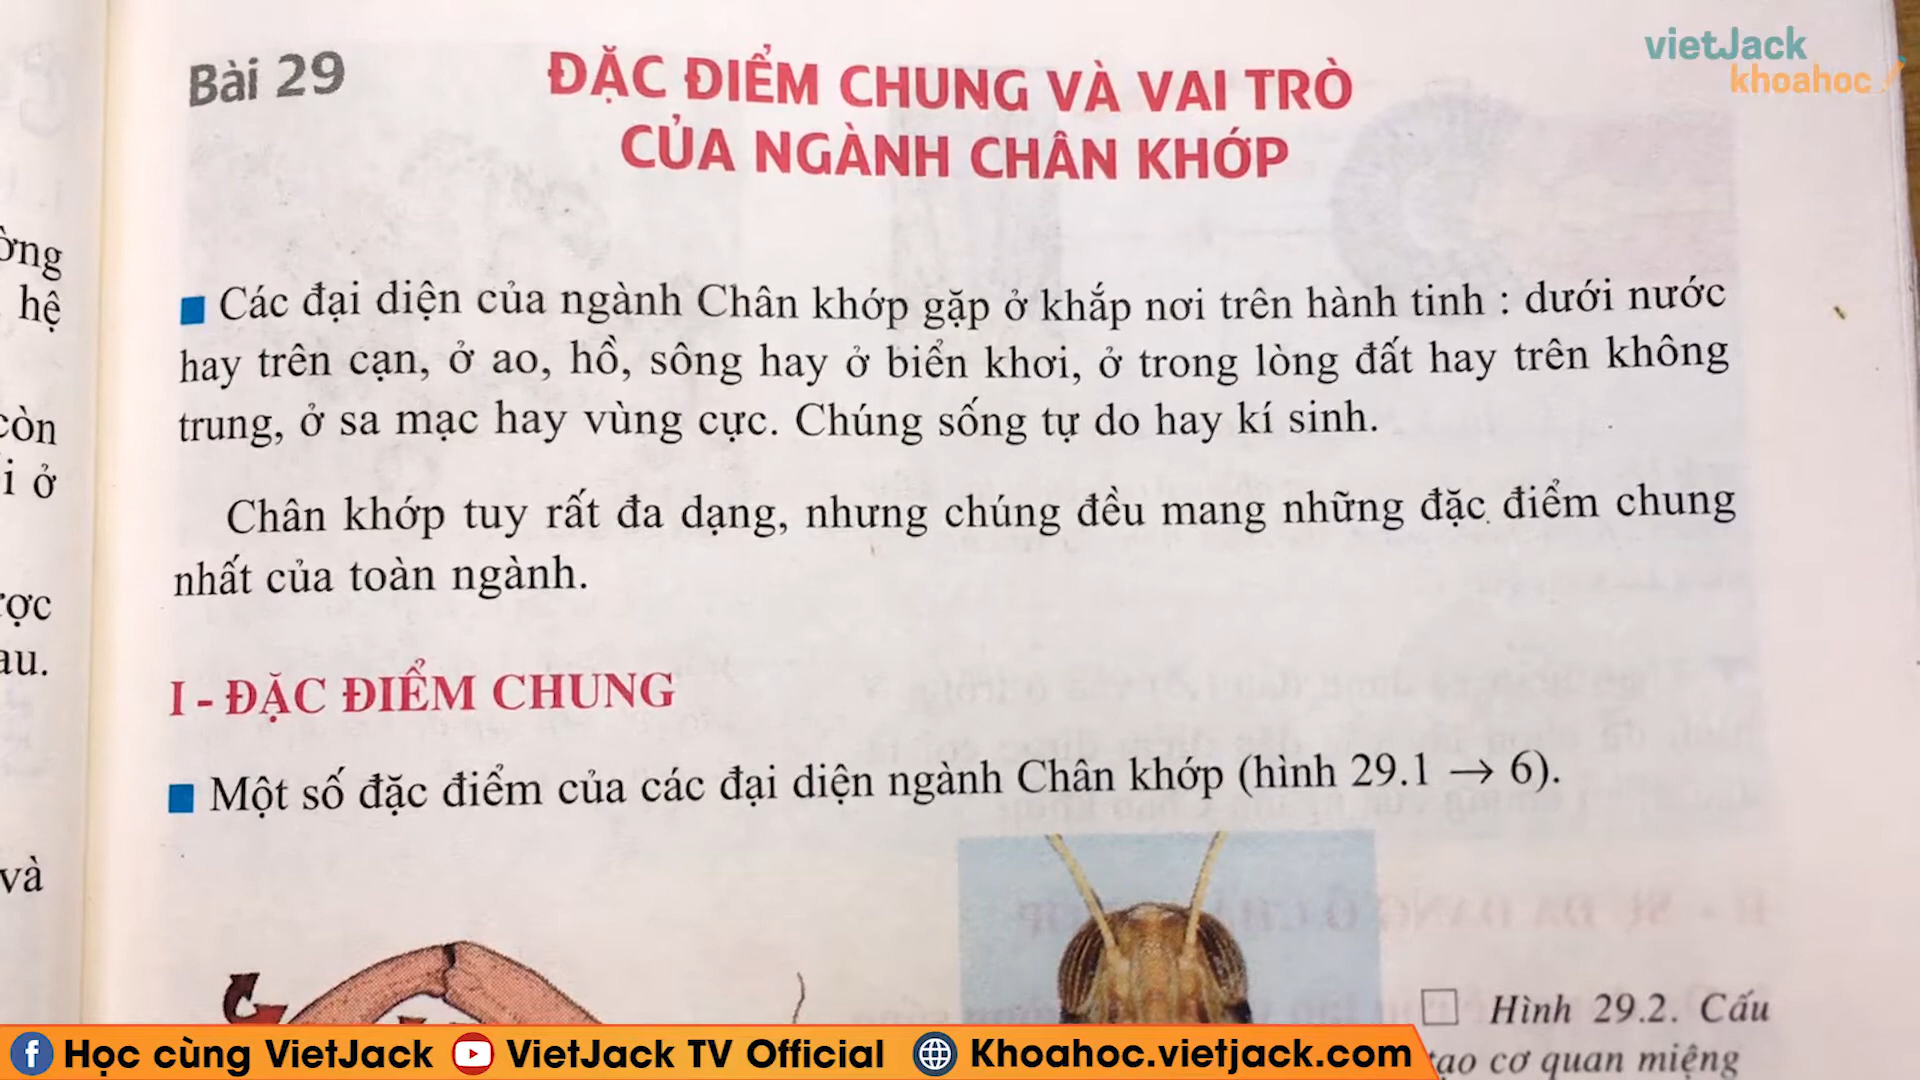 vietJack
khoahoc
Bài 29
ĐẶC ĐIỂM CHUNG VÀ VAI TRÒ
CỦA NGÀNH CHÂN KHỚP
Các đại diện của ngành Chân khớp gặp ở khắp nơi trên hành tinh : dưới nước
hay trên cạn, ở ao, hồ, sông hay ở biển khơi, ở trong lòng đất hay trên không
trung, ở sa mạc hay vùng cực. Chúng sống tự do hay kí sinh.
Chân khớp tuy rất đa dạng, nhưng chúng đều mang những đặc điểm chung
nhất của toàn ngành.
I - ĐẶC ĐIỂM CHUNG
Một số đặc điểm của các đại diện ngành Chân khớp (hình 29.1 → 6).
hệ
còn
ở
và
Hình 29.2. Cấu
tạo cơ quan miệng
Học cùng VietJack
VietJack TV Official
Khoahoc.vietjack.com